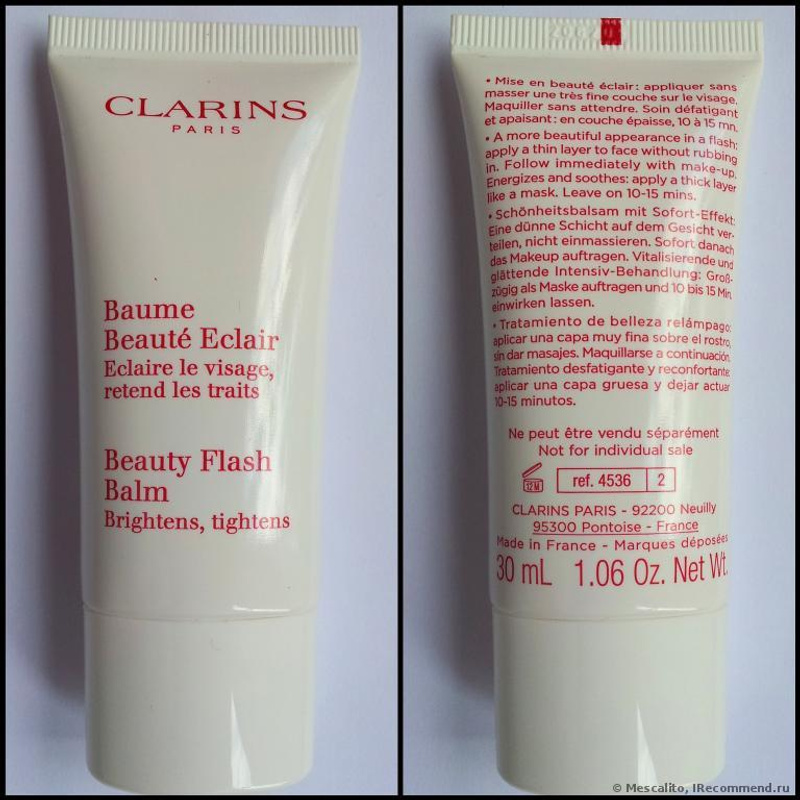 CLARINS
PARIS
Baume
Beauté Eclair
Eclaire le visage,
retend les traits
Beauty Flash
Balm
Brightens, tightens
• Mise en beauté éclair : appliquer sans
masser une très fine couche sur le visage.
Maquiller sans attendre. Soin défatigant
et apaisant : en couche épaisse, 10 à 15 mn.
• A more beautiful appearance in a flash:
apply a thin layer to face without rubbing
in. Follow immediately with make-up.
Energizes and soothes: apply a thick layer
like a mask. Leave on 10-15 mins.
• Schönheitsbalsam mit Sofort-Effekt:
Eine dünne Schicht auf dem Gesicht ver-
teilen, nicht einmassieren. Sofort danach
das Makeup auftragen. Vitalisierende und
glättende Intensiv-Behandlung: Groß-
zügig als Maske auftragen und 10 bis 15 Min
einwirken lassen.
• Tratamiento de belleza relámpago:
aplicar una capa muy fina sobre el rostro,
sin dar masajes. Maquillarse a continuación.
Tratamiento desfatigante y reconfortante:
aplicar una capa gruesa y dejar actuar
10-15 minutos.
Ne peut être vendu séparément
Not for individual sale
12M ref. 4536 2
CLARINS PARIS - 92200 Neuilly
95300 Pontoise - France
Made in France - Marques déposées
30 mL 1.06 Oz. Net Wt.
© Mescalito, IRecommend.ru